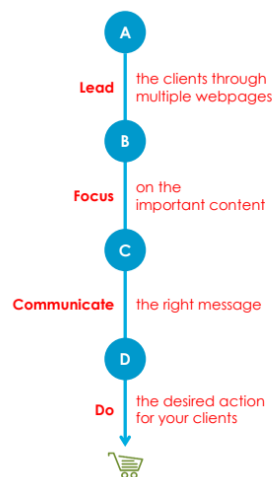 A
Lead the clients through
multiple webpages
B
Focus on the
important content
C
Communicate the right message
D
Do the desired action
for your clients